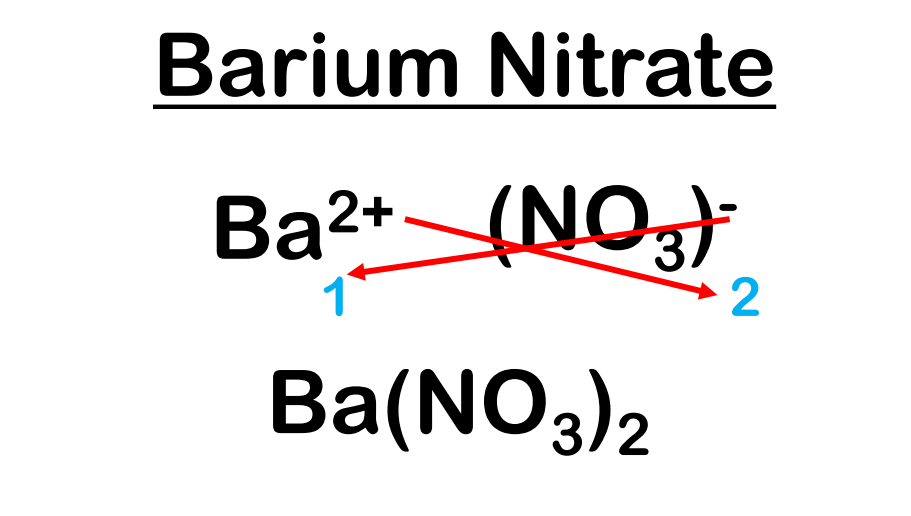 Barium Nitrate
Ba²⁺ (NO₃)⁻
1 2
Ba(NO₃)₂